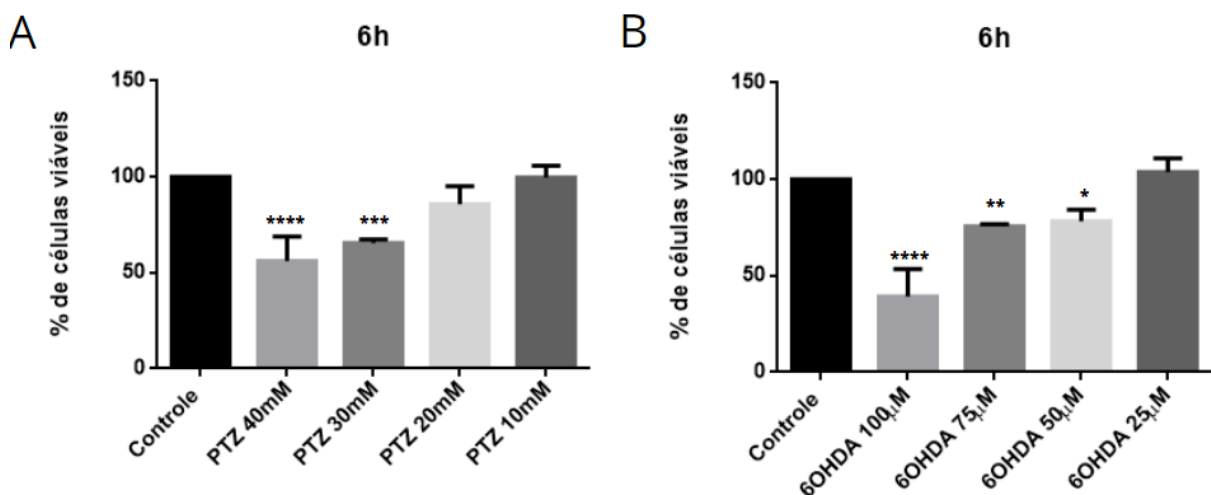 A
6h
% de células viáveis
150
100
50
0
****
***
Controle
PTZ 40mM
PTZ 30mM
PTZ 20mM
PTZ 10mM
B
6h
% de células viáveis
150
100
50
0
****
**
*
Controle
6OHDA 100µM
6OHDA 75µM
6OHDA 50µM
6OHDA 25µM